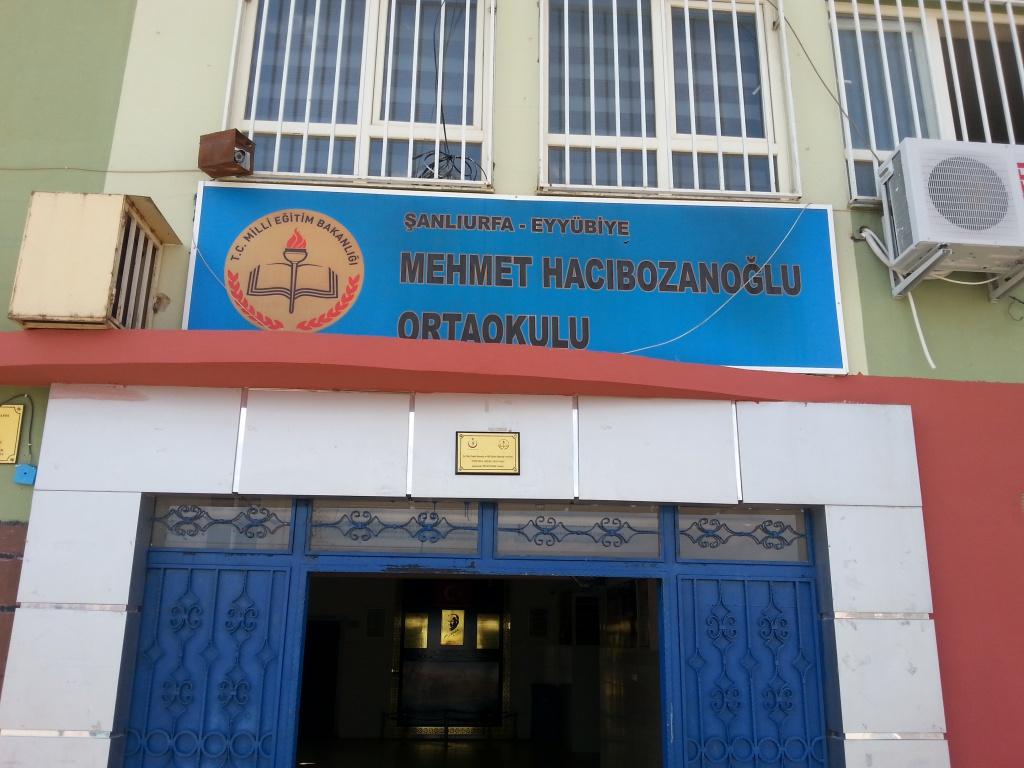 T.C. MİLLİ EĞİTİM BAKANLIĞI
ŞANLIURFA - EYYÜBİYE
MEHMET HACIBOZANOĞLU
ORTAOKULU